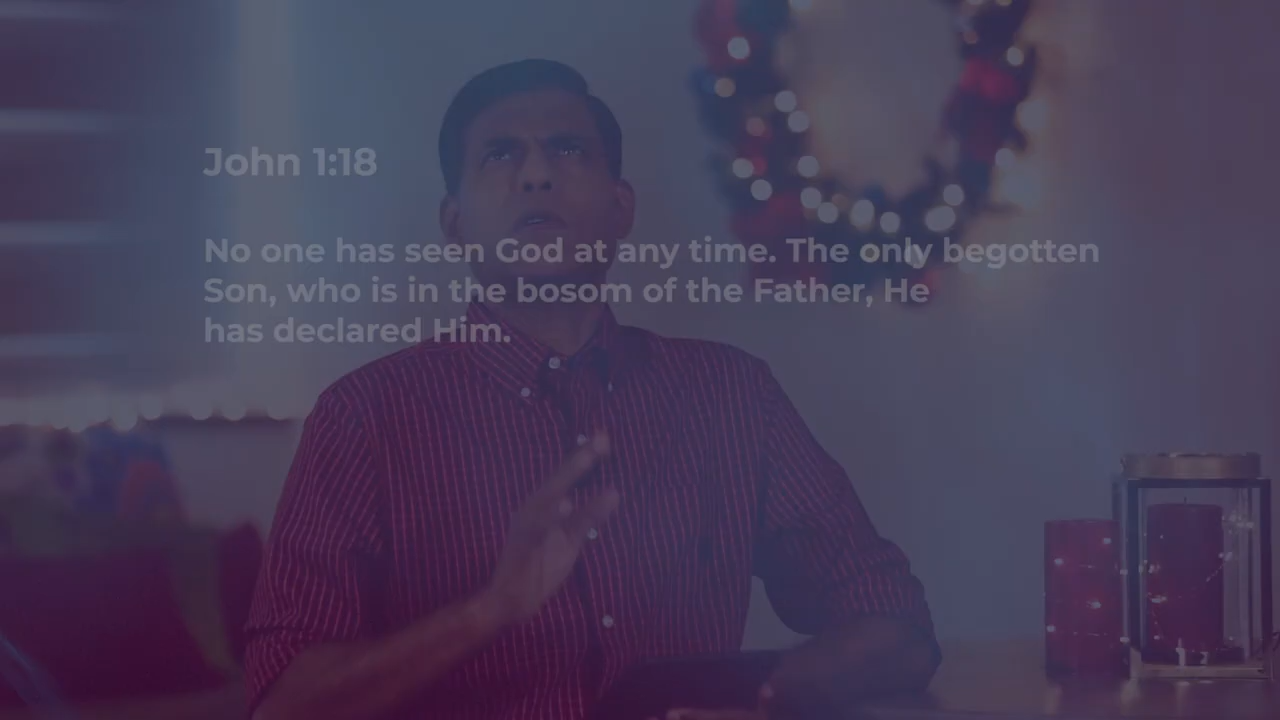 John 1:18
No one has seen God at any time. The only begotten
Son, who is in the bosom of the Father, He
has declared Him.